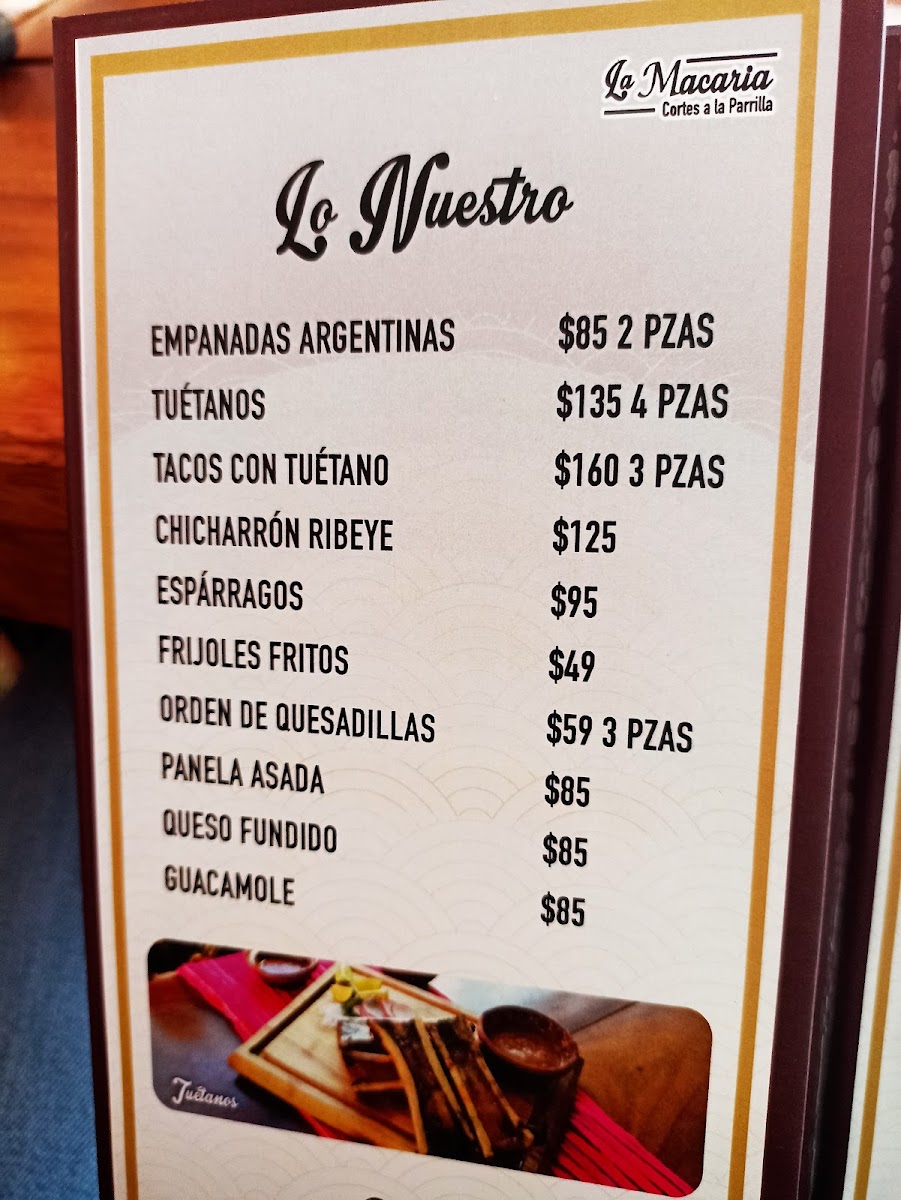 La Macaria
Cortes a la Parrilla
Lo Nuestro
EMPANADAS ARGENTINAS $85 2 PZAS
TUÉTANOS $135 4 PZAS
TACOS CON TUÉTANO $160 3 PZAS
CHICHARRÓN RIBEYE $125
ESPÁRRAGOS $95
FRIJOLES FRITOS $49
ORDEN DE QUESADILLAS $59 3 PZAS
PANELA ASADA $85
QUESO FUNDIDO $85
GUACAMOLE $85
Tuétanos